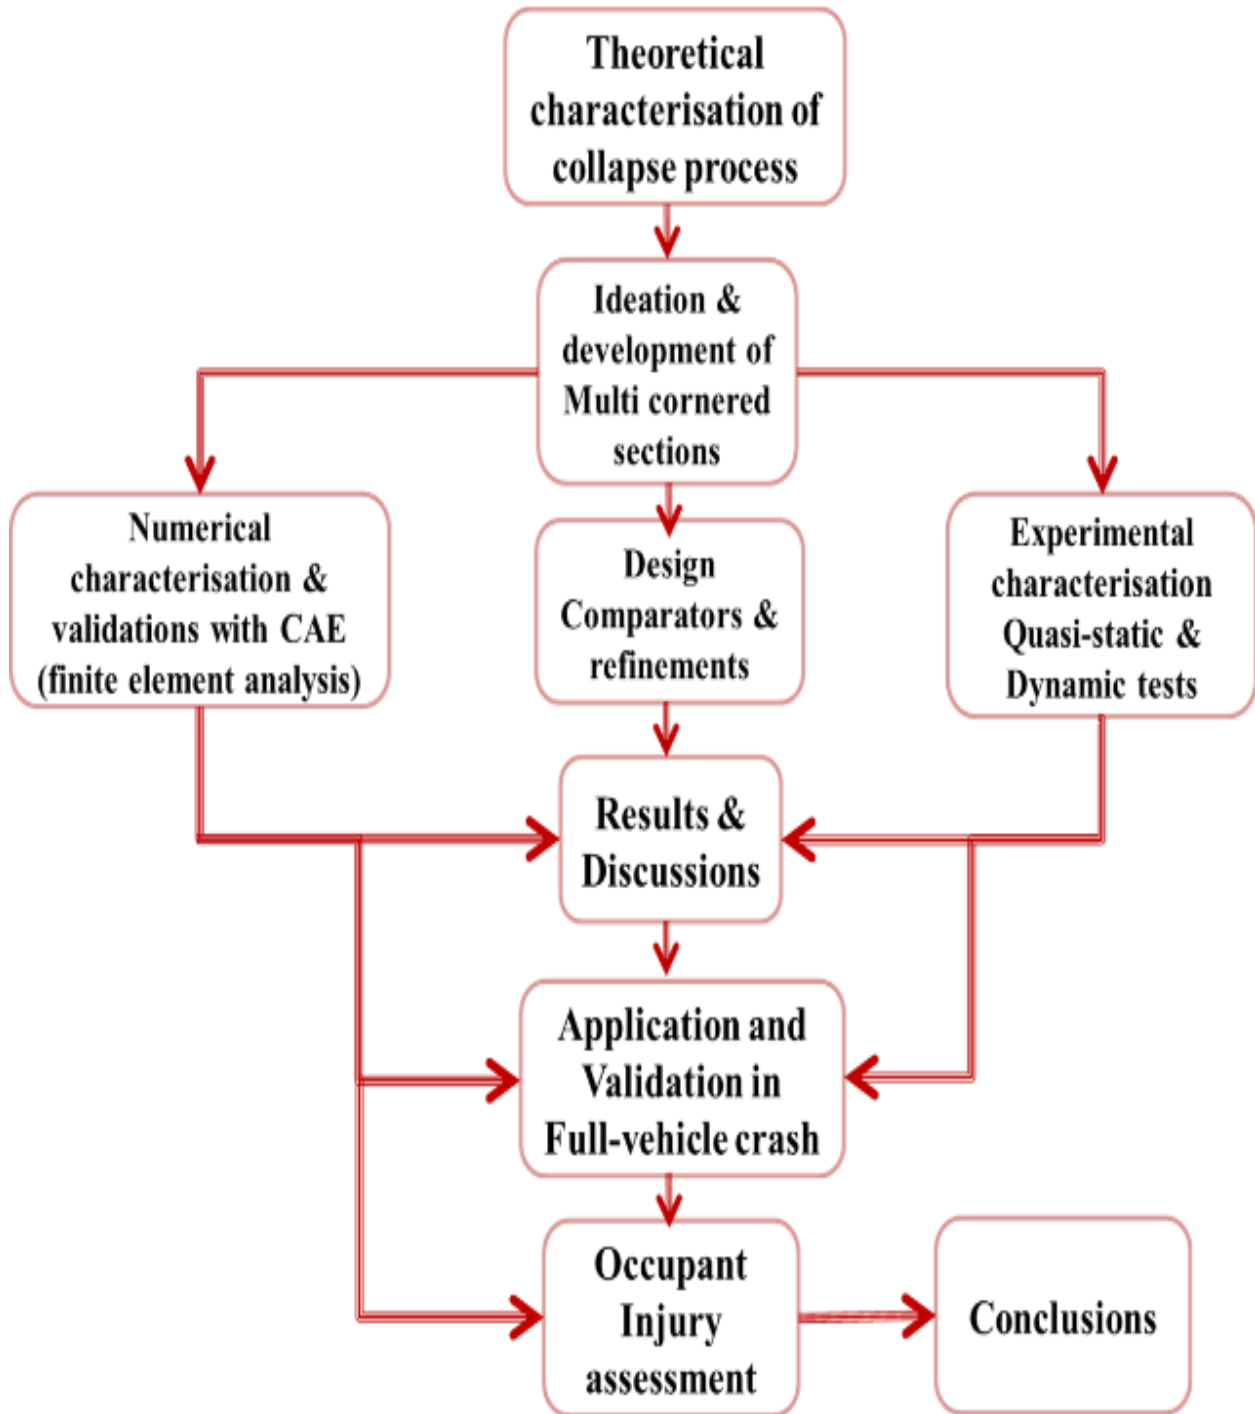 Theoretical
characterisation of
collapse process
Ideation &
development of
Multi cornered
sections
Numerical
characterisation &
validations with CAE
(finite element analysis)
Design
Comparators &
refinements
Experimental
characterisation
Quasi-static &
Dynamic tests
Results &
Discussions
Application and
Validation in
Full-vehicle crash
Occupant
Injury
assessment
Conclusions